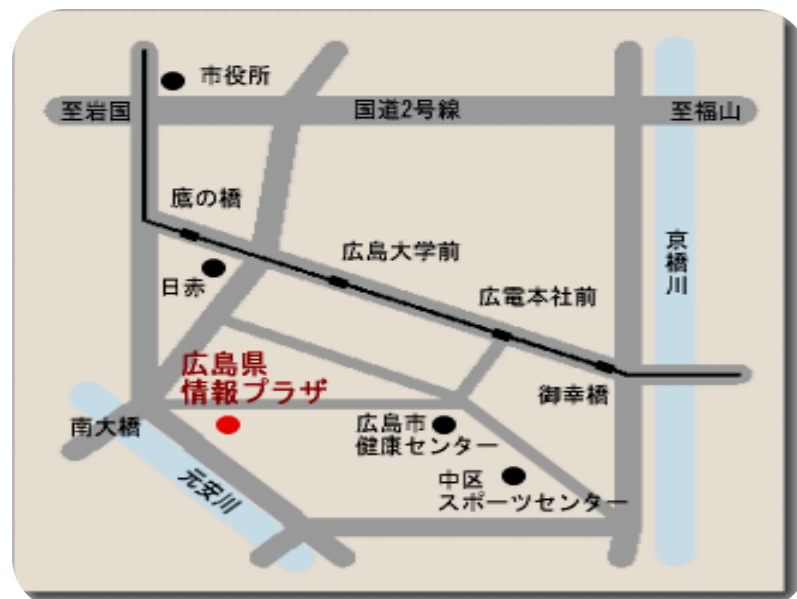 市役所
至岩国
国道2号線
至福山
鷹の橋
広島大学前
京橋川
日赤
広電本社前
広島県
情報プラザ
御幸橋
南大橋
広島市
健康センター
元安川
中区
スポーツセンター